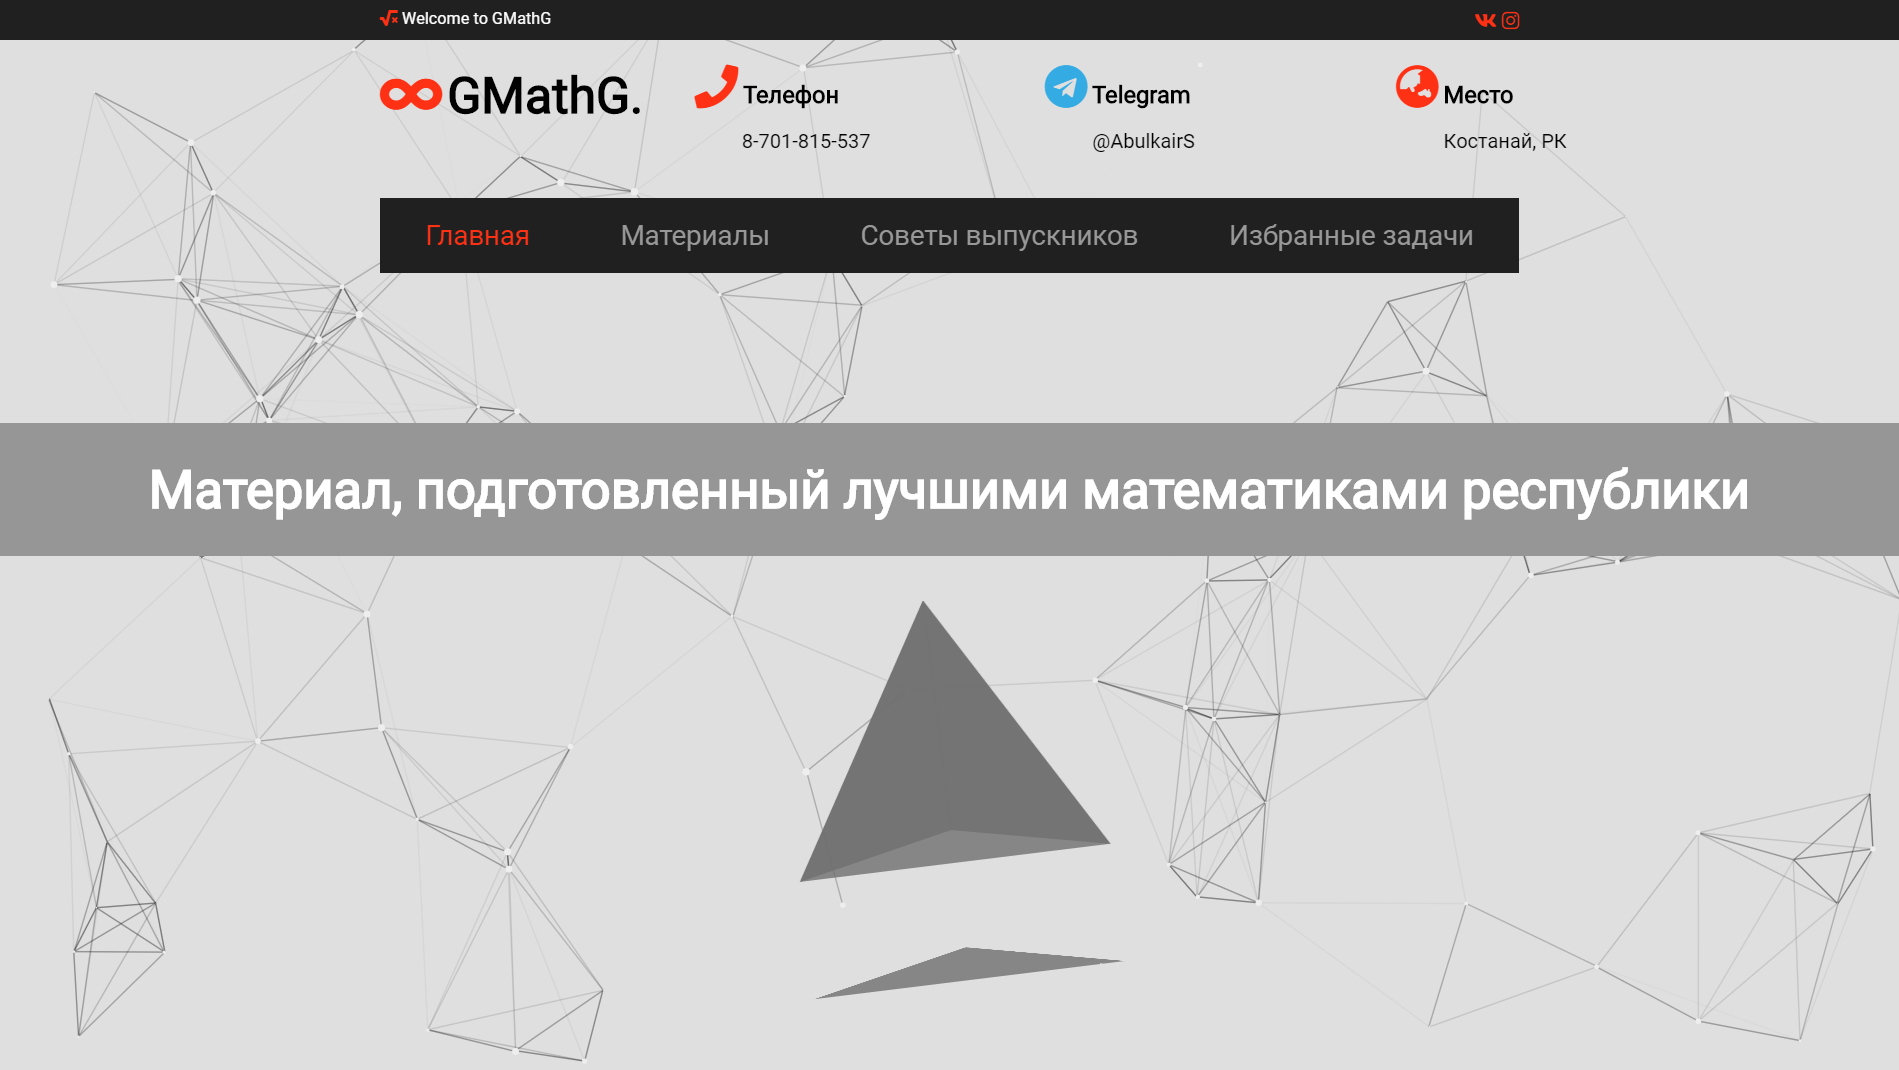 Welcome to GMathG
GMathG.
Телефон
8-701-815-537
Telegram
@AbulkairS
Место
Костанай, РК
Главная
Материалы
Советы выпускников
Избранные задачи
Материал, подготовленный лучшими математиками республики